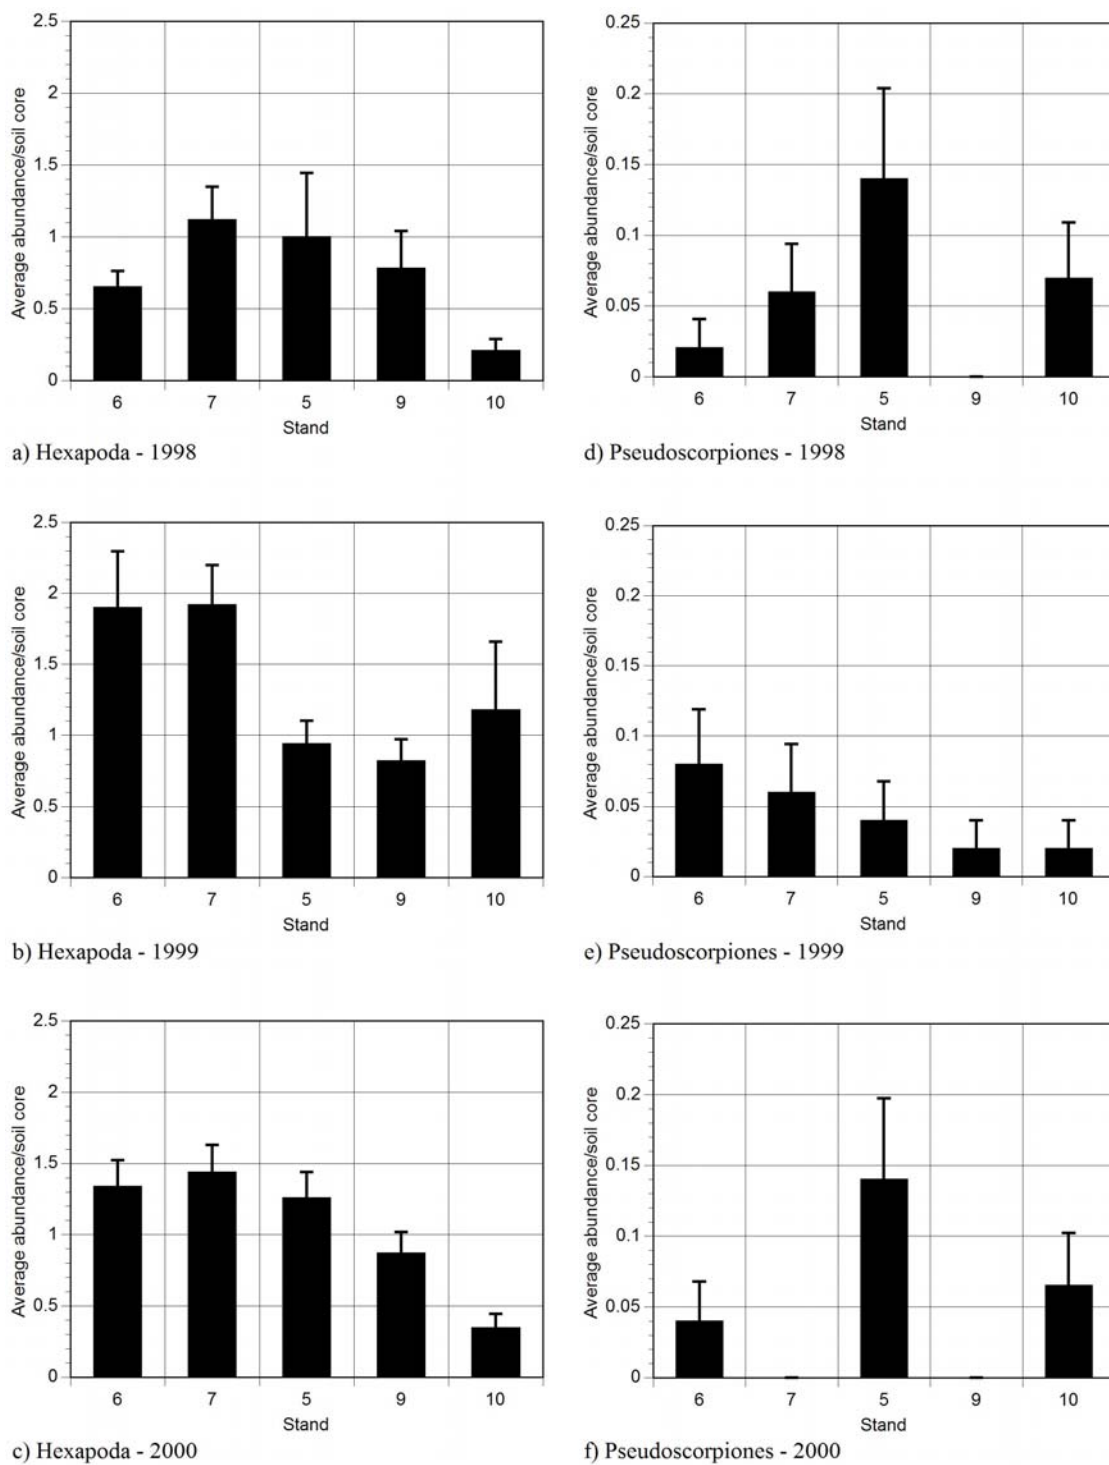 Average abundance/soil core
2.5
2
1.5
1
0.5
0
6 7 5 9 10
Stand
a) Hexapoda - 1998
Average abundance/soil core
0.25
0.2
0.15
0.1
0.05
0
6 7 5 9 10
Stand
d) Pseudoscorpiones - 1998
Average abundance/soil core
2.5
2
1.5
1
0.5
0
6 7 5 9 10
Stand
b) Hexapoda - 1999
Average abundance/soil core
0.25
0.2
0.15
0.1
0.05
0
6 7 5 9 10
Stand
e) Pseudoscorpiones - 1999
Average abundance/soil core
2.5
2
1.5
1
0.5
0
6 7 5 9 10
Stand
c) Hexapoda - 2000
Average abundance/soil core
0.25
0.2
0.15
0.1
0.05
0
6 7 5 9 10
Stand
f) Pseudoscorpiones - 2000